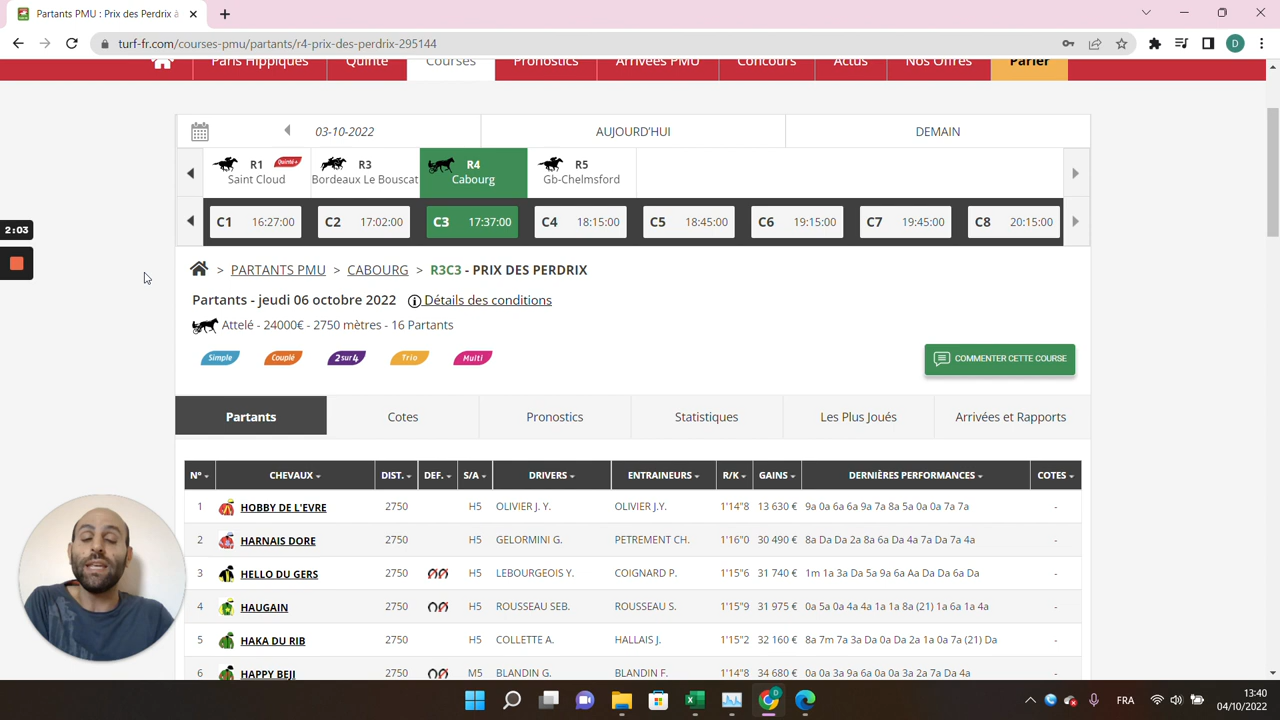 Partants PMU : Prix des Perdrix à
turf-fr.com/courses-pmu/partants/r4-prix-des-perdrix-295144
D
Paris Hippiques Quinté Courses Pronostics Arrivées PMU Concours Actus Nos Offres Parier
03-10-2022 AUJOURD'HUI DEMAIN
R1 Quinté+ R3 R4 R5
Saint Cloud Bordeaux Le Bouscat Cabourg Gb-Chelmsford
C1 16:27:00 C2 17:02:00 C3 17:37:00 C4 18:15:00 C5 18:45:00 C6 19:15:00 C7 19:45:00 C8 20:15:00
2:03
> PARTANTS PMU > CABOURG > R3C3 - PRIX DES PERDRIX
Partants - jeudi 06 octobre 2022 Détails des conditions
Attelé - 24000€ - 2750 mètres - 16 Partants
Simple Couplé 2sur4 Trio Multi
COMMENTER CETTE COURSE
Partants Cotes Pronostics Statistiques Les Plus Joués Arrivées et Rapports
N° CHEVAUX DIST. DEF. S/A DRIVERS ENTRAINEURS R/K GAINS DERNIÈRES PERFORMANCES COTES
1 HOBBY DE L'EVRE 2750 H5 OLIVIER J. Y. OLIVIER J.Y. 1'14"8 13 630 € 9a 0a 6a 6a 9a 7a 8a 5a 0a 0a 7a 7a -
2 HARNAIS DORE 2750 H5 GELORMINI G. PETREMENT CH. 1'16"0 30 490 € 8a Da Da 2a 8a 6a Da 4a 7a Da 7a 4a -
3 HELLO DU GERS 2750 H5 LEBOURGEOIS Y. COIGNARD P. 1'15"6 31 740 € 1m 1a 3a Da 5a 9a 6a Aa Da Da 6a Da -
4 HAUGAIN 2750 H5 ROUSSEAU SEB. ROUSSEAU S. 1'15"9 31 975 € 0a 5a 0a 4a 4a 1a 1a 8a (21) 1a 6a 1a 4a -
5 HAKA DU RIB 2750 H5 COLLETTE A. HALLAIS J. 1'15"2 32 160 € 8a 7m 7a 3a Da 0a Da 2a 1a 0a 7a (21) Da -
6 HAPPY BEJI 2750 M5 BLANDIN G. BLANDIN F. 1'14"8 34 680 € 0a 0a 3a 9a 6a 0a 0a 3a 2a 7a Da 4a -
FRA 13:40
04/10/2022